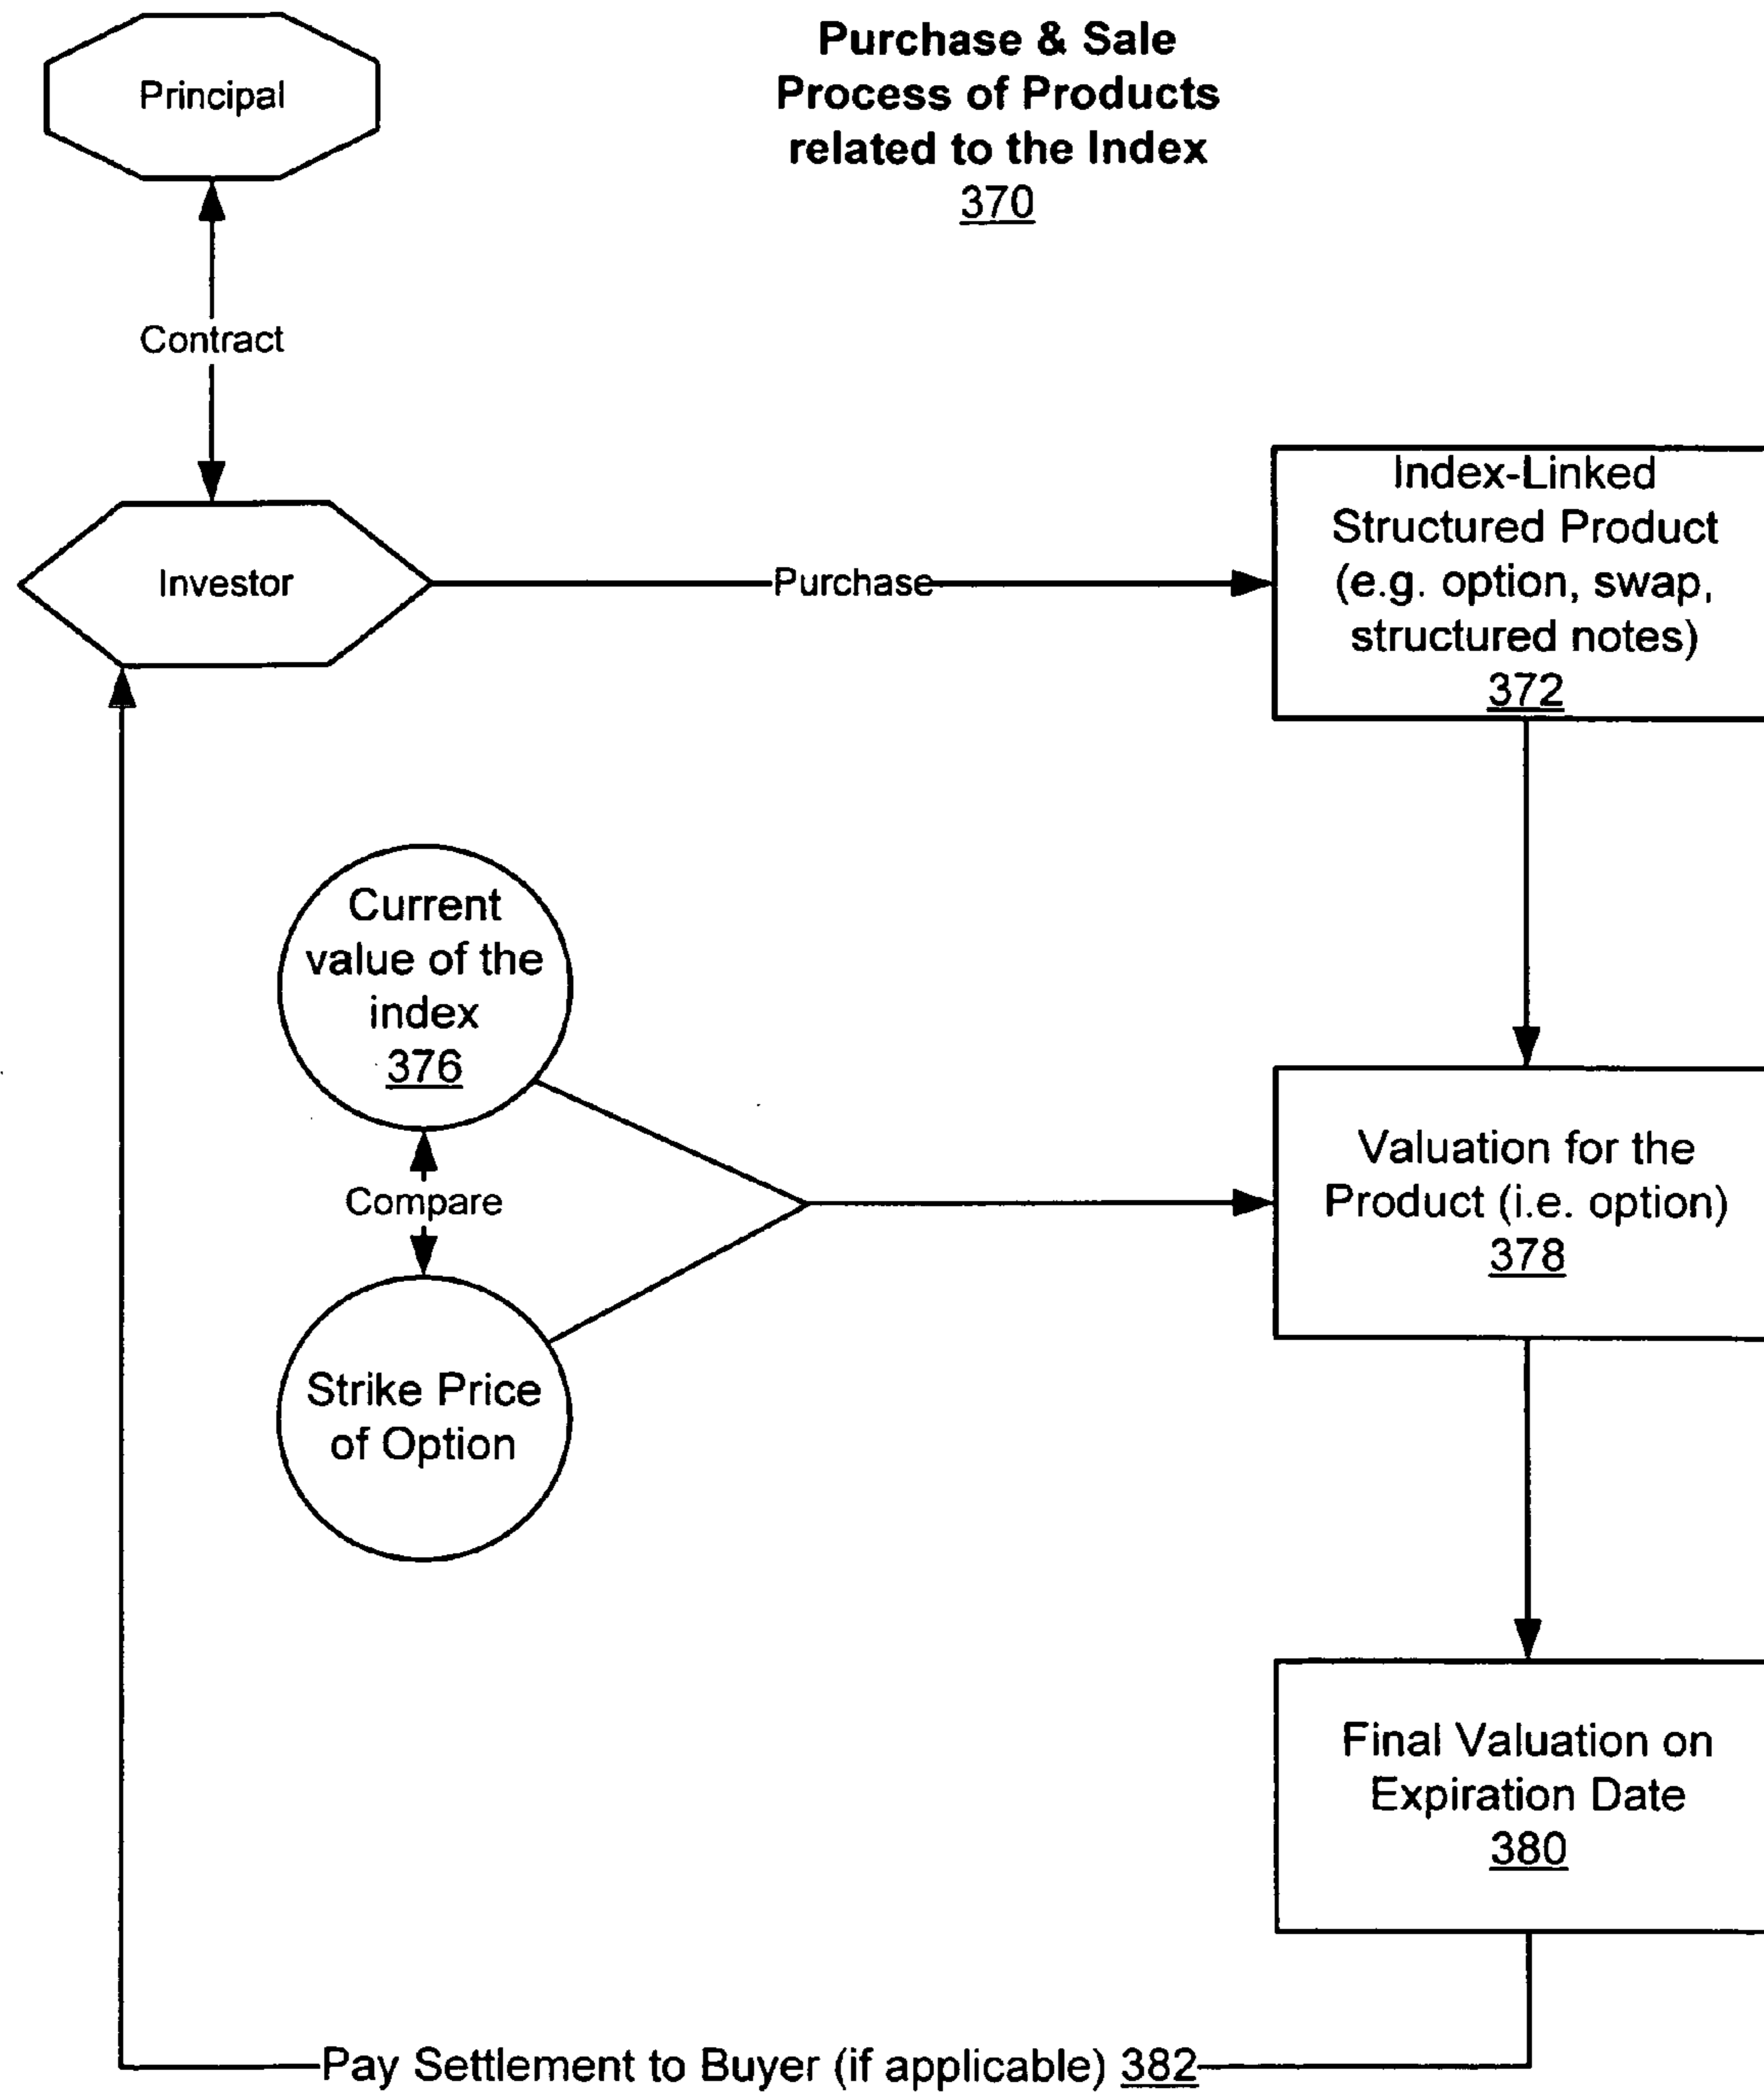 Purchase & Sale
Process of Products
related to the Index
370
Principal
Contract
Investor
Purchase
Index-Linked
Structured Product
(e.g. option, swap,
structured notes)
372
Current
value of the
index
376
Compare
Strike Price
of Option
Valuation for the
Product (i.e. option)
378
Final Valuation on
Expiration Date
380
Pay Settlement to Buyer (if applicable) 382